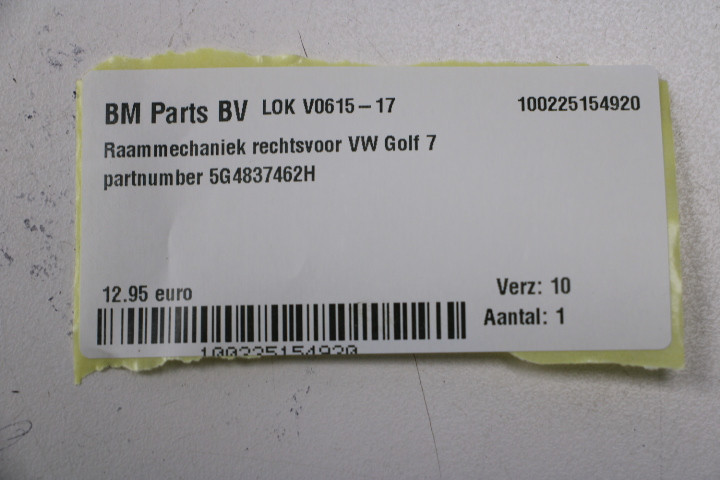 BM Parts BV LOK V0615-17 100225154920
Raammechaniek rechtsvoor VW Golf 7
partnumber 5G4837462H
12.95 euro Verz: 10
Aantal: 1
100225154920